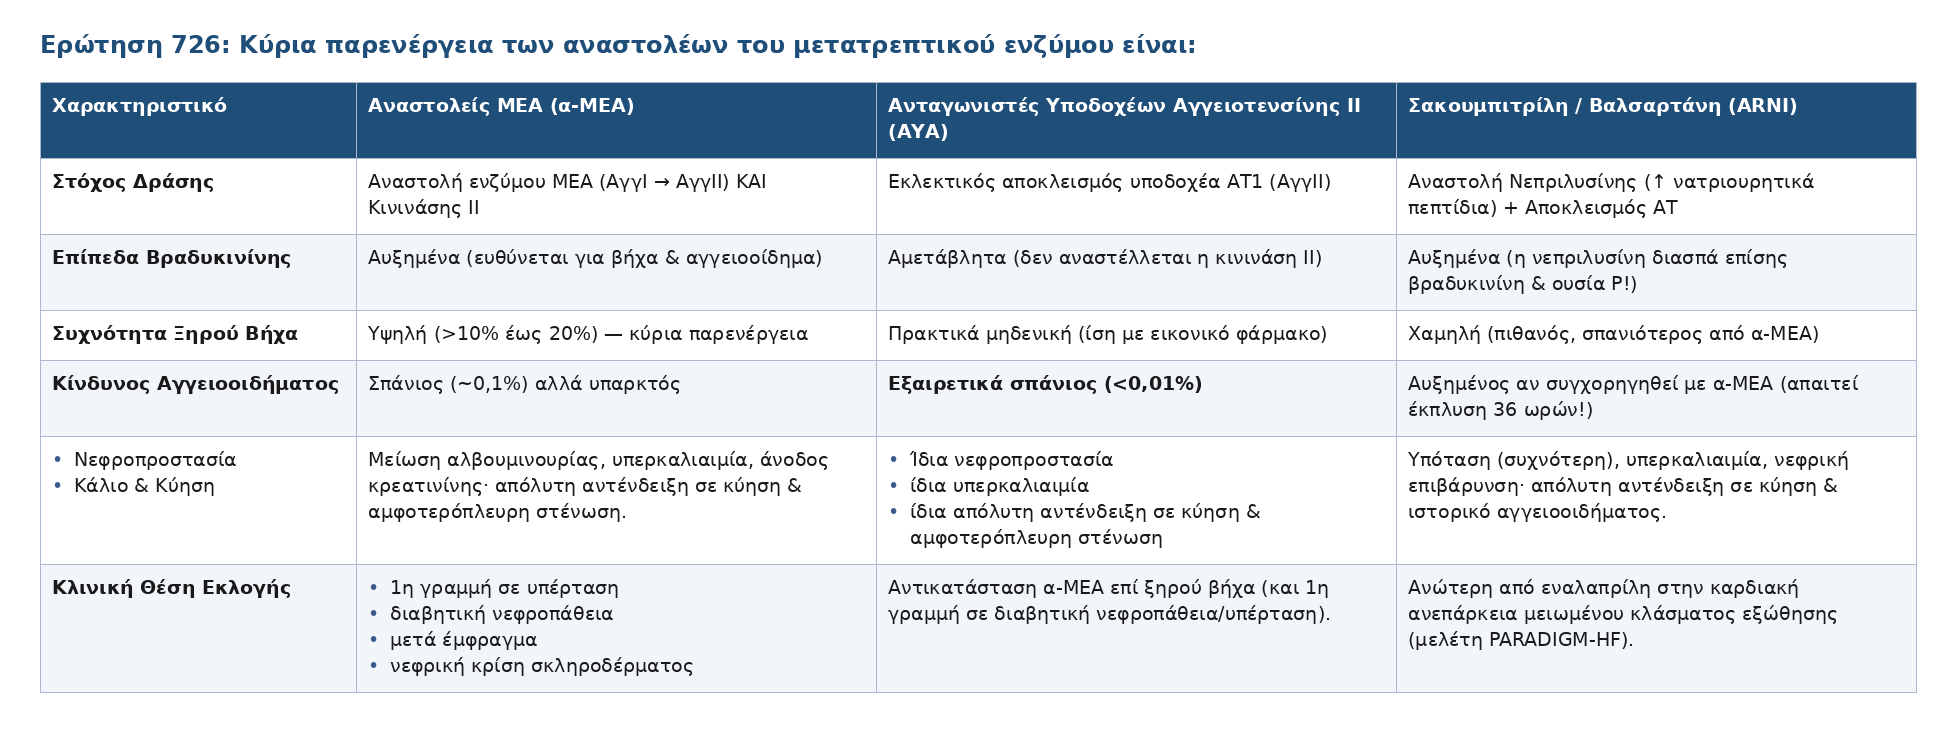 Ερώτηση 726: Κύρια παρενέργεια των αναστολέων του μετατρεπτικού ενζύμου είναι:
Χαρακτηριστικό
Αναστολείς ΜΕΑ (α-ΜΕΑ)
Ανταγωνιστές Υποδοχέων Αγγειοτενσίνης ΙΙ
(ΑΥΑ)
Σακουμπιτρίλη / Βαλσαρτάνη (ARNI)
Στόχος Δράσης
Αναστολή ενζύμου ΜΕΑ (ΑγγΙ → ΑγγΙΙ) ΚΑΙ
Κινινάσης ΙΙ
Εκλεκτικός αποκλεισμός υποδοχέα ΑΤ1 (ΑγγΙΙ)
Αναστολή Νεπριλυσίνης (↑ νατριουρητικά
πεπτίδια) + Αποκλεισμός ΑΤ
Επίπεδα Βραδυκινίνης
Αυξημένα (ευθύνεται για βήχα & αγγειοοίδημα)
Αμετάβλητα (δεν αναστέλλεται η κινινάση ΙΙ)
Αυξημένα (η νεπριλυσίνη διασπά επίσης
βραδυκινίνη & ουσία P!)
Συχνότητα Ξηρού Βήχα
Υψηλή (>10% έως 20%) — κύρια παρενέργεια
Πρακτικά μηδενική (ίση με εικονικό φάρμακο)
Χαμηλή (πιθανός, σπανιότερος από α-ΜΕΑ)
Κίνδυνος Αγγειοοιδήματος
Σπάνιος (~0,1%) αλλά υπαρκτός
Εξαιρετικά σπάνιος (<0,01%)
Αυξημένος αν συγχορηγηθεί με α-ΜΕΑ (απαιτεί
έκπλυση 36 ωρών!)
• Νεφροπροστασία
• Κάλιο & Κύηση
Μείωση αλβουμινουρίας, υπερκαλιαιμία, άνοδος
κρεατινίνης· απόλυτη αντένδειξη σε κύηση &
αμφοτερόπλευρη στένωση.
• Ίδια νεφροπροστασία
• ίδια υπερκαλιαιμία
• ίδια απόλυτη αντένδειξη σε κύηση &
αμφοτερόπλευρη στένωση
Υπόταση (συχνότερη), υπερκαλιαιμία, νεφρική
επιβάρυνση· απόλυτη αντένδειξη σε κύηση &
ιστορικό αγγειοοιδήματος.
Κλινική Θέση Εκλογής
• 1η γραμμή σε υπέρταση
• διαβητική νεφροπάθεια
• μετά έμφραγμα
• νεφρική κρίση σκληροδέρματος
Αντικατάσταση α-ΜΕΑ επί ξηρού βήχα (και 1η
γραμμή σε διαβητική νεφροπάθεια/υπέρταση).
Ανώτερη από εναλαπρίλη στην καρδιακή
ανεπάρκεια μειωμένου κλάσματος εξώθησης
(μελέτη PARADIGM-HF).